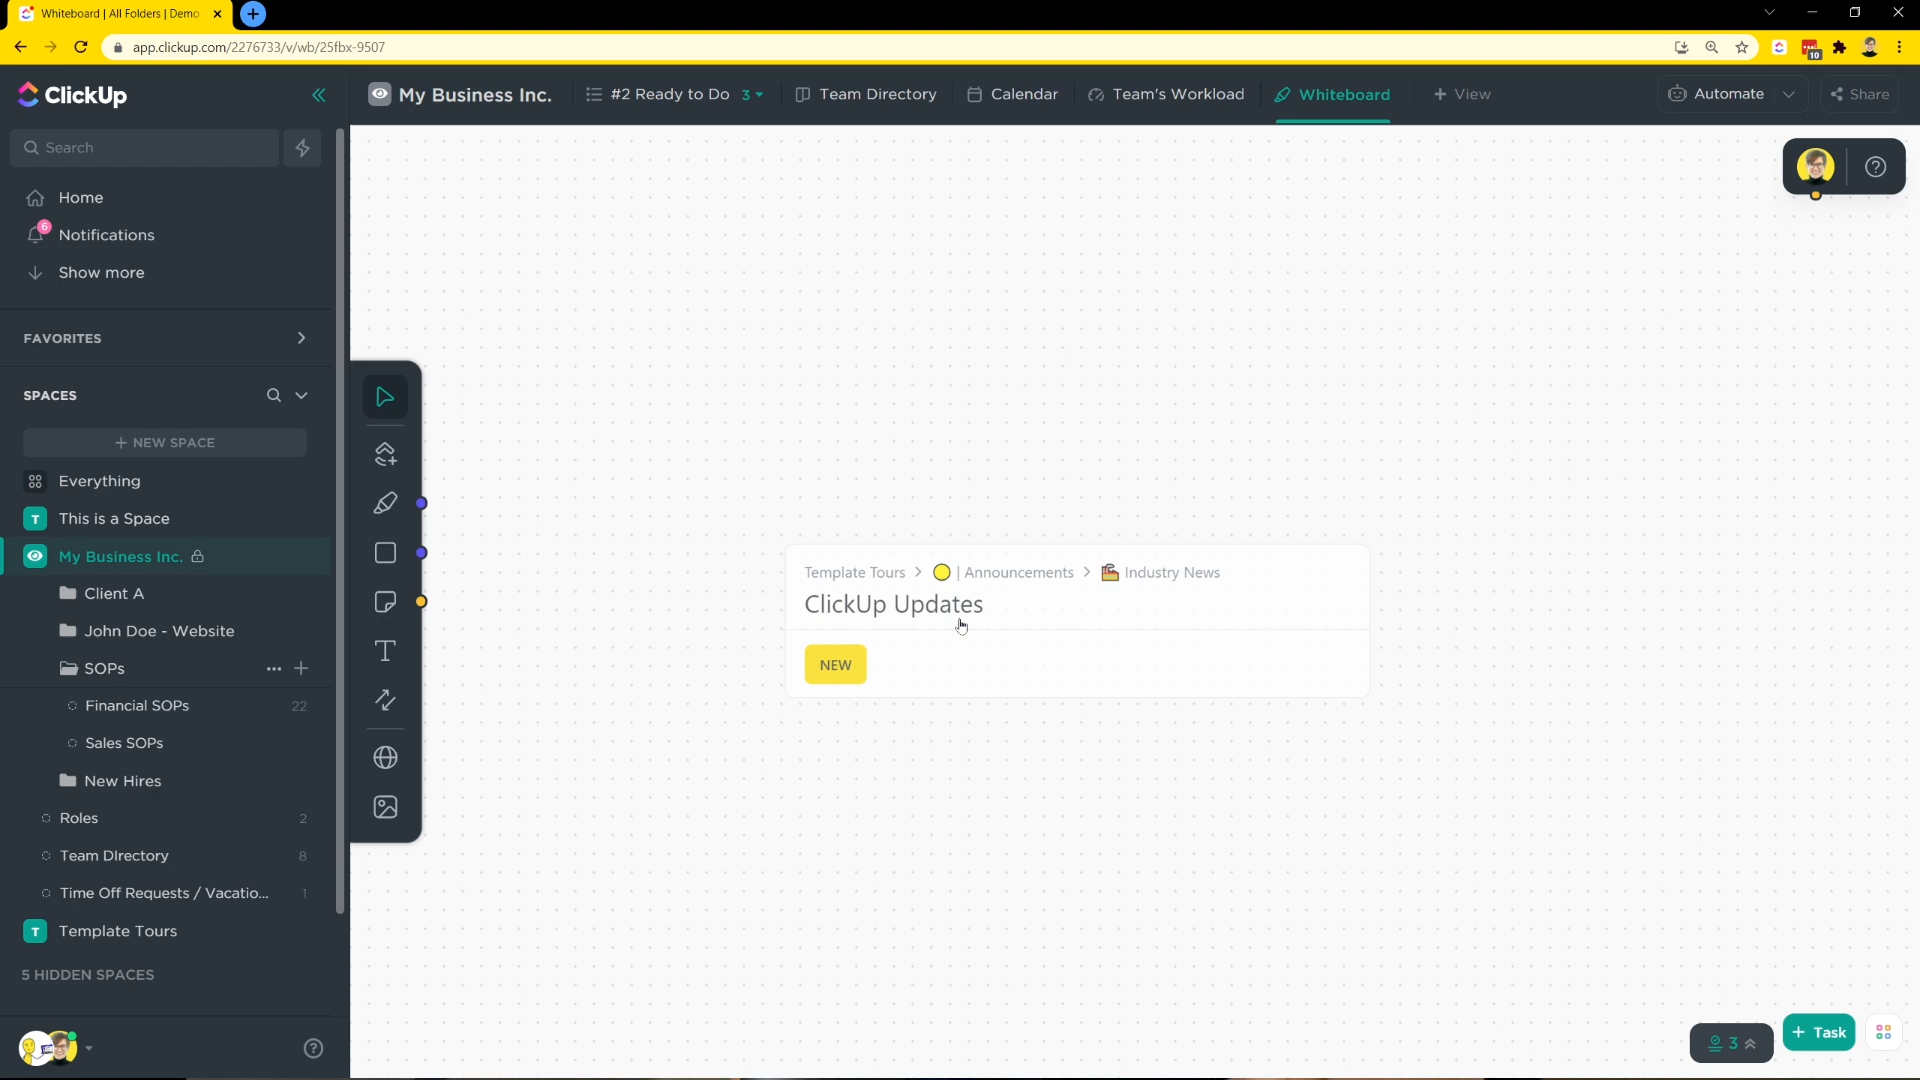 Whiteboard | All Folders | Demo
app.clickup.com/2276733/v/wb/25fbx-9507
10
ClickUp
My Business Inc.
#2 Ready to Do 3
Team Directory
Calendar
Team's Workload
Whiteboard
+ View
Automate
Share
Search
Home
6
Notifications
Show more
FAVORITES
SPACES
+ NEW SPACE
Everything
T This is a Space
My Business Inc.
Client A
John Doe - Website
SOPs
Financial SOPs 22
Sales SOPs
New Hires
Roles 2
Team DIrectory 8
Time Off Requests / Vacatio... 1
T Template Tours
5 HIDDEN SPACES
Template Tours > | Announcements > Industry News
ClickUp Updates
NEW
3
+ Task